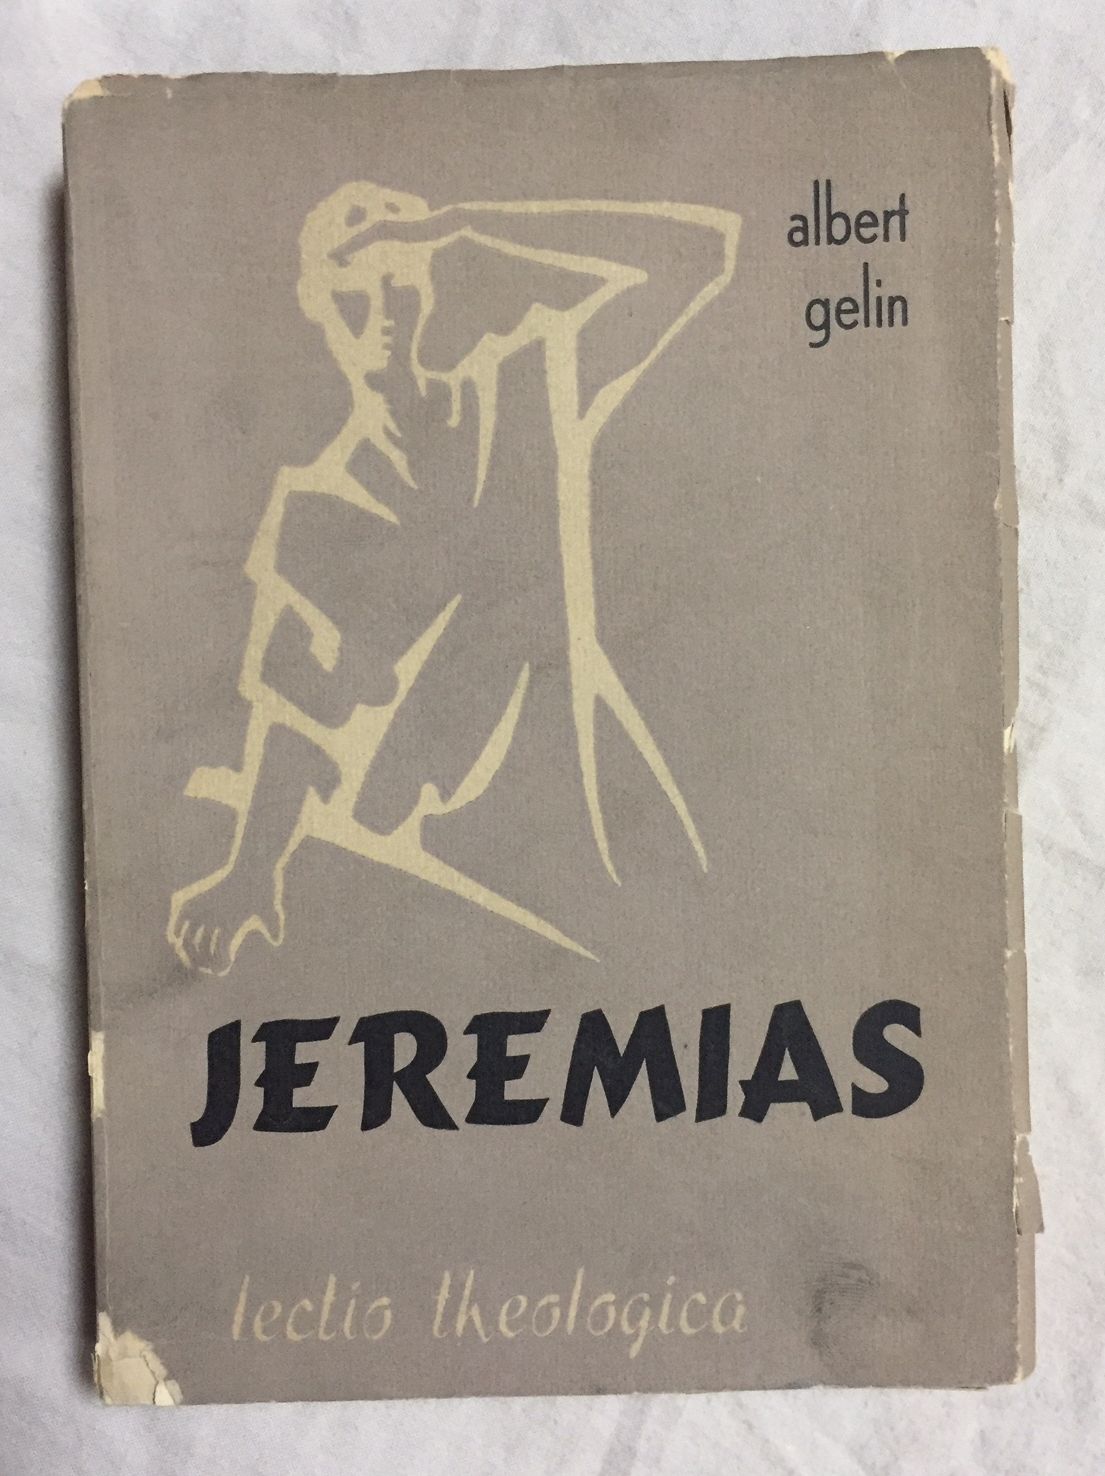 albert
gelin
JEREMIAS
lectio theologica